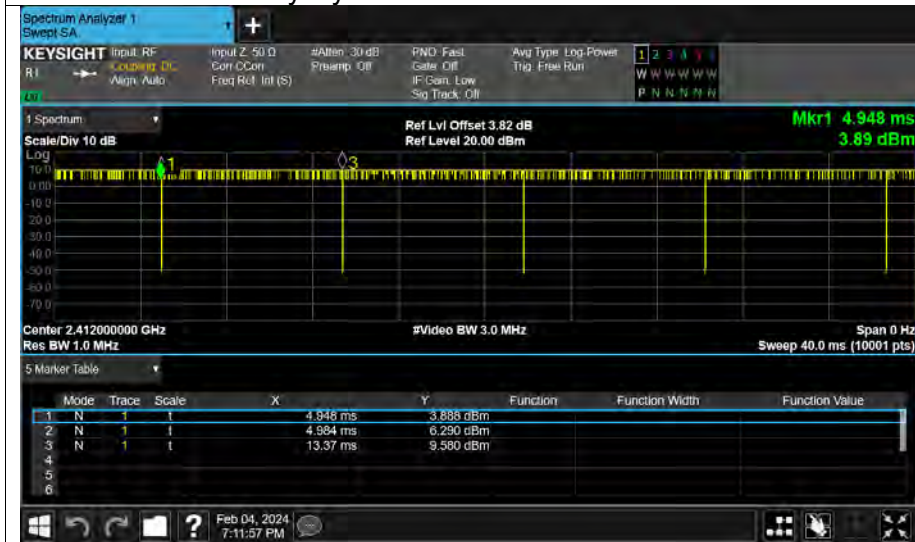 Spectrum Analyzer 1
Swept SA
+
KEYSIGHT Input: RF Input Z: 50 Ω #Atten: 30 dB PNO: Fast Avg Type: Log-Power 1 2 3 4 5 6
RL Coupling: DC Corr CCorr Preamp: Off Gate: Off Trig: Free Run W W W W W W
Align: Auto Freq Ref: Int (S) IF Gain: Low P N N N N N
Sig Track: Off
1 Spectrum Ref Lvl Offset 3.82 dB Mkr1 4.948 ms
Scale/Div 10 dB Ref Level 20.00 dBm 3.89 dBm
Log
10.0
0.00
-10.0
-20.0
-30.0
-40.0
-50.0
-60.0
-70.0
1
3
Center 2.412000000 GHz #Video BW 3.0 MHz Span 0 Hz
Res BW 1.0 MHz Sweep 40.0 ms (10001 pts)
5 Marker Table
Mode Trace Scale X Y Function Function Width Function Value
1 N 1 t 4.948 ms 3.888 dBm
2 N 1 t 4.984 ms 6.290 dBm
3 N 1 t 13.37 ms 9.580 dBm
4
5
6
? Feb 04, 2024
7:11:57 PM